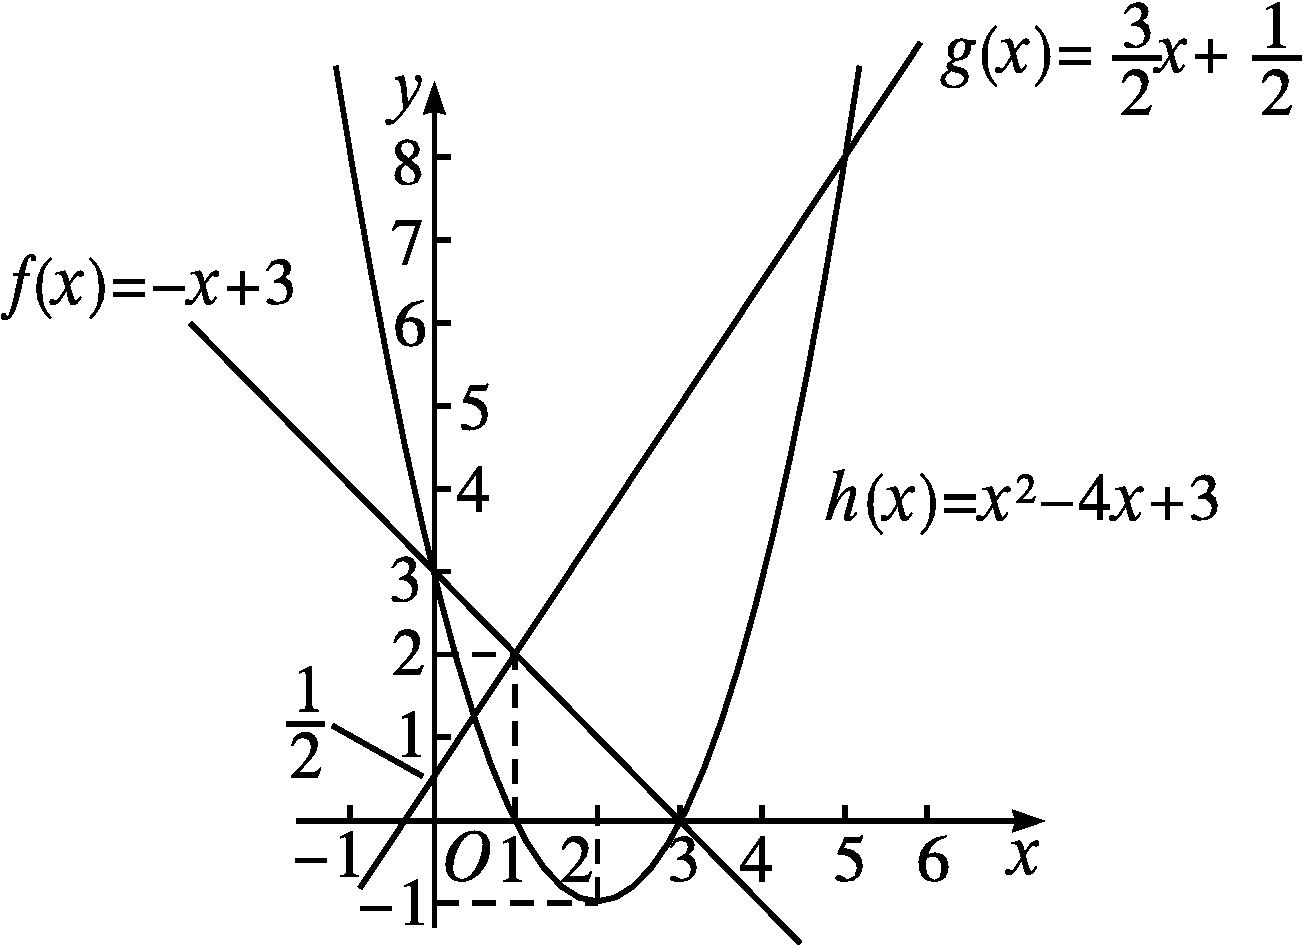 g(x)= 3/2 x+ 1/2
y
8
7
f(x)=−x+3
6
5
4
h(x)=x²−4x+3
3
2
1/2
1
−1 O 1 2 3 4 5 6 x
−1